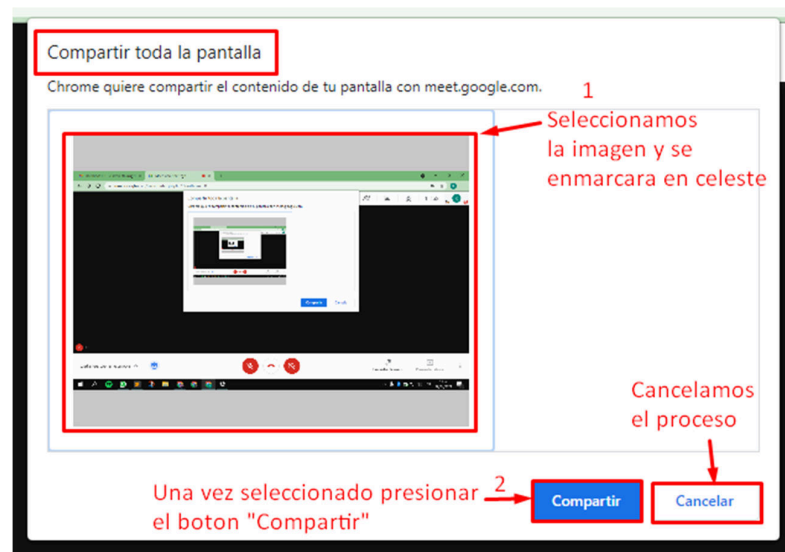 Compartir toda la pantalla
Chrome quiere compartir el contenido de tu pantalla con meet.google.com.
1
Seleccionamos
la imagen y se
enmarcara en celeste
Cancelamos
el proceso
Una vez seleccionado presionar
el boton "Compartir"
2
Compartir
Cancelar